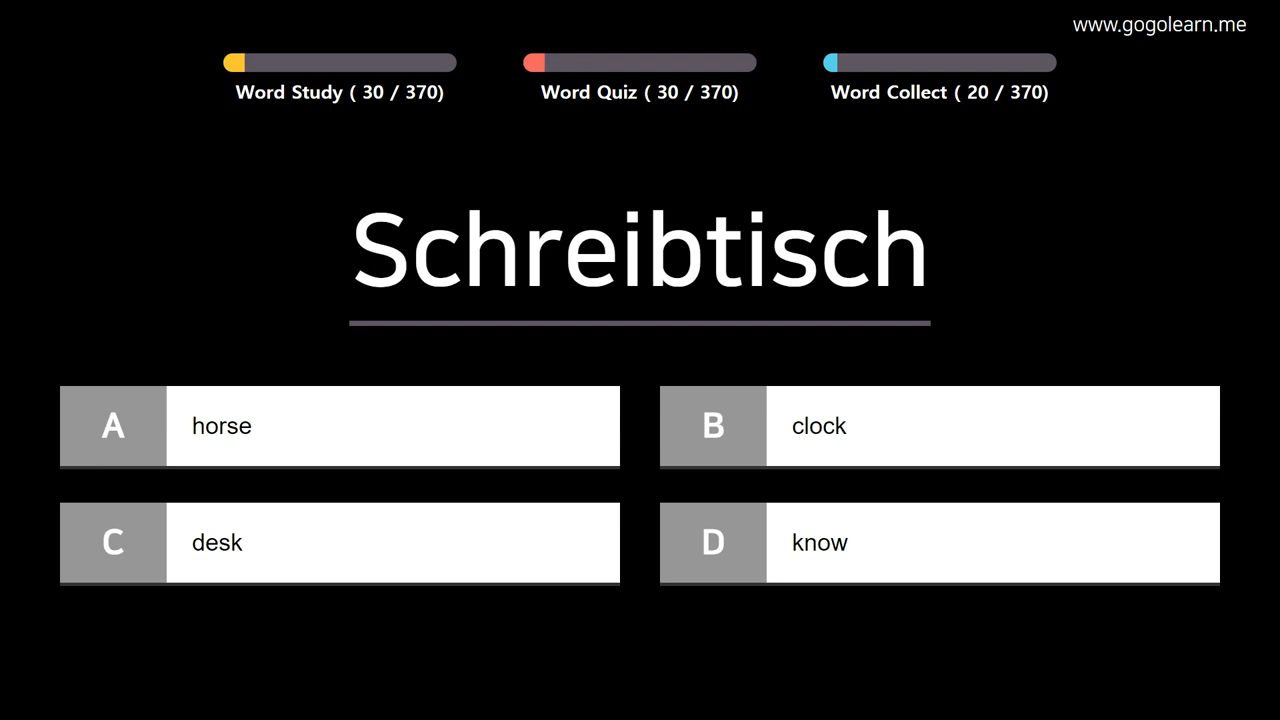 www.gogolearn.me
Word Study ( 30 / 370)
Word Quiz ( 30 / 370)
Word Collect ( 20 / 370)
Schreibtisch
A horse
B clock
C desk
D know